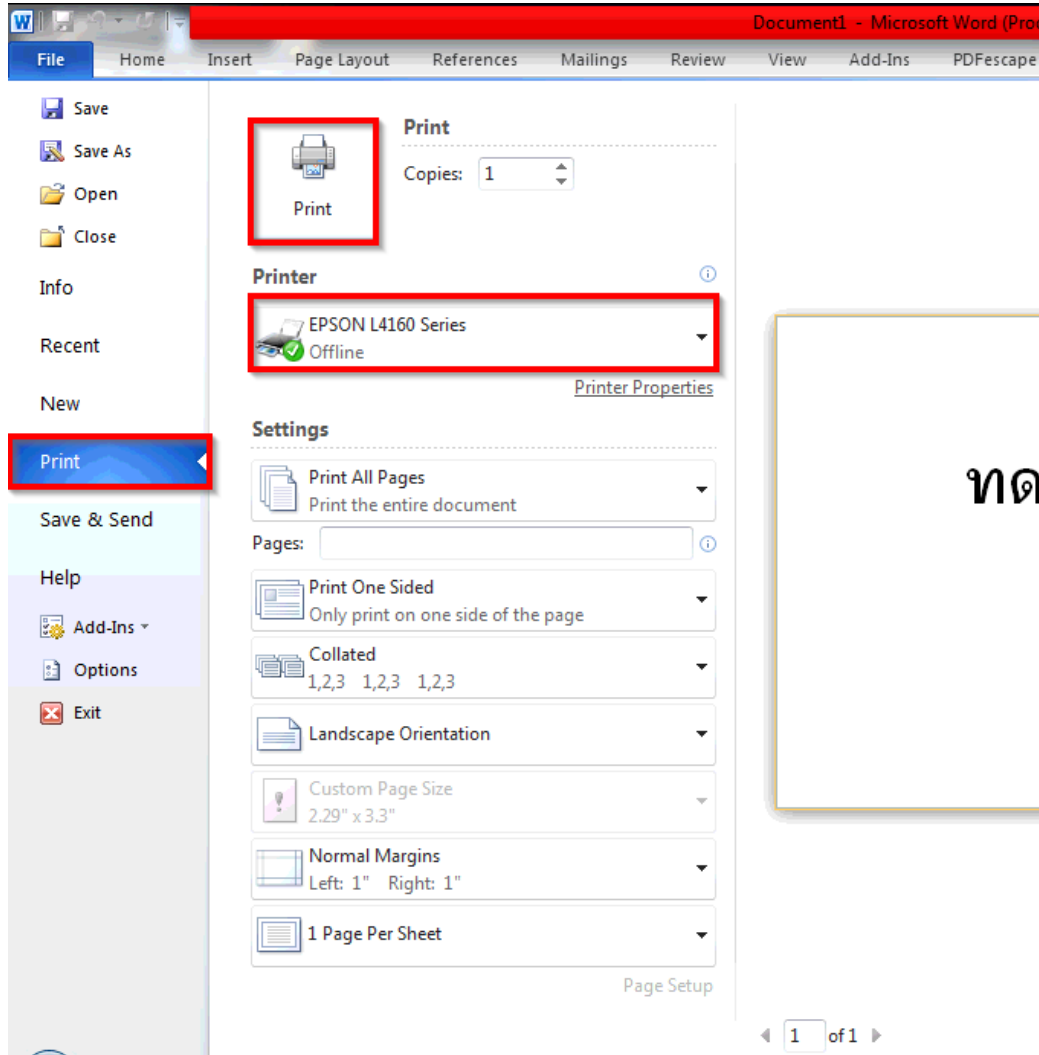 W
Document1 - Microsoft Word (Pro
File Home Insert Page Layout References Mailings Review View Add-Ins PDFescape
Save
Save As
Open
Close
Info
Recent
New
Print
Save & Send
Help
Add-Ins
Options
Exit
Print
Print
Copies: 1
Printer
EPSON L4160 Series
Offline
Printer Properties
Settings
Print All Pages
Print the entire document
Pages:
Print One Sided
Only print on one side of the page
Collated
1,2,3 1,2,3 1,2,3
Landscape Orientation
Custom Page Size
2.29" x 3.3"
Normal Margins
Left: 1" Right: 1"
1 Page Per Sheet
Page Setup
ทด
1 of 1